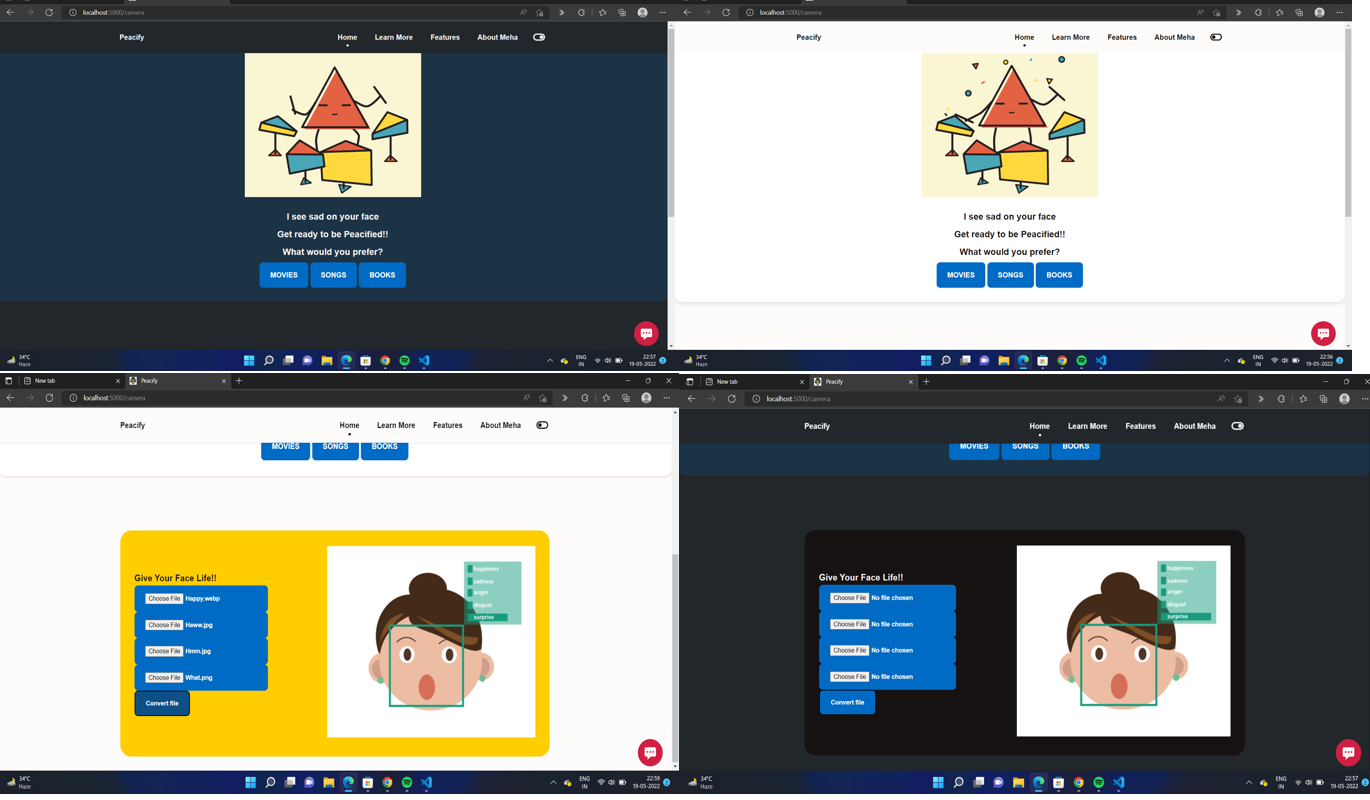 localhost:5000/camera
Peacify Home Learn More Features About Meha
I see sad on your face
Get ready to be Peacified!!
What would you prefer?
MOVIES SONGS BOOKS
34°C
Haze
ENG
IN
22:57
19-05-2022
2
localhost:5000/camera
Peacify Home Learn More Features About Meha
I see sad on your face
Get ready to be Peacified!!
What would you prefer?
MOVIES SONGS BOOKS
34°C
Haze
ENG
IN
22:56
19-05-2022
2
New tab Peacify
localhost:5000/camera
Peacify Home Learn More Features About Meha
MOVIES SONGS BOOKS
Give Your Face Life!!
Choose File Happy.webp
Choose File Haww.jpg
Choose File Hmm.jpg
Choose File What.png
Convert file
happiness
sadness
anger
disgust
surprise
34°C
Haze
ENG
IN
22:59
19-05-2022
2
New tab Peacify
localhost:5000/camera
Peacify Home Learn More Features About Meha
MOVIES SONGS BOOKS
Give Your Face Life!!
Choose File No file chosen
Choose File No file chosen
Choose File No file chosen
Choose File No file chosen
Convert file
happiness
sadness
anger
disgust
surprise
34°C
Haze
ENG
IN
22:57
19-05-2022
2